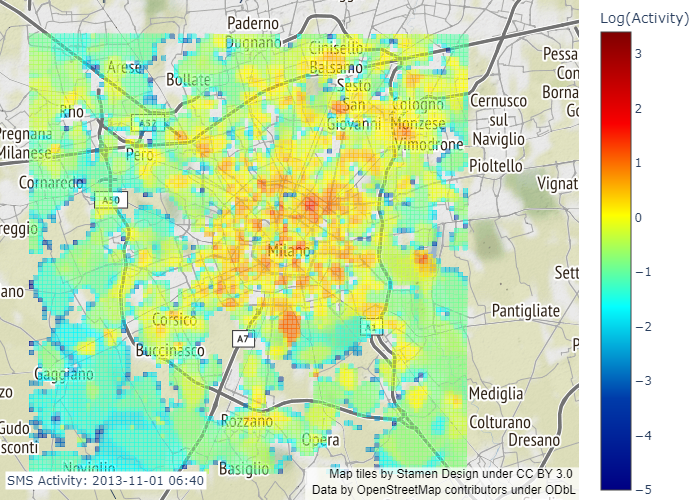 Log(Activity)
Paderno
Dugnano
Cinisello
Balsamo
Arese
Bollate
Sesto
San
Giovanni
Pessa
Con
Borna
Go
Rho
A52
cologno
Monzese
Cernusco
sul
Naviglio
Pregnana
Milanese
Pero
Vimodrone
Pioltello
Cornaredo
Vignat
A50
reggio
Milano
Sett
ano
Pantigliate
Corsico
A1
A7
Buccinasco
P
Gaggiano
zo
Mediglia
Rozzano
Colturano
Gudo
sconti
Opera
Dresano
Noviglio
Basiglio
SMS Activity: 2013-11-01 06:40
Map tiles by Stamen Design under CC BY 3.0
Data by OpenStreetMap contributors under ODbL
3
2
1
0
−1
−2
−3
−4
−5